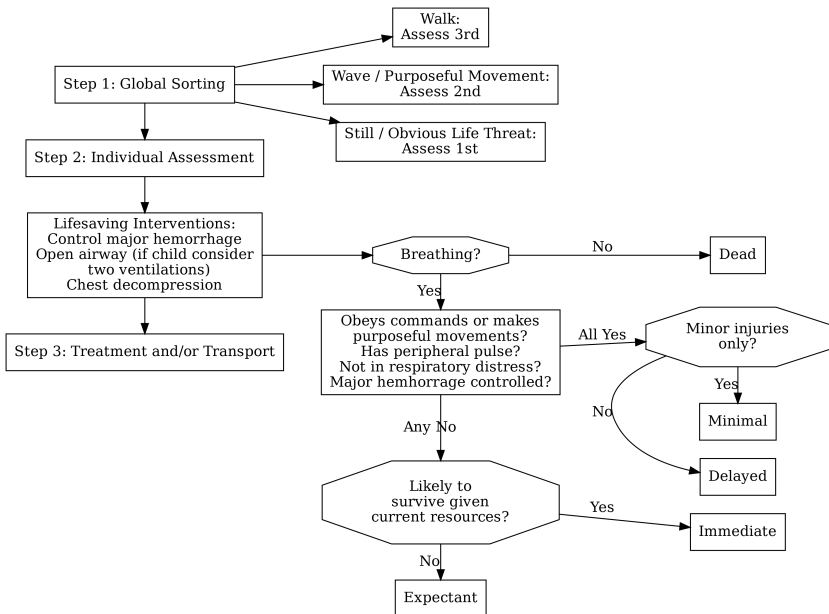 Walk:
Assess 3rd
Step 1: Global Sorting
Wave / Purposeful Movement:
Assess 2nd
Still / Obvious Life Threat:
Assess 1st
Step 2: Individual Assessment
Lifesaving Interventions:
Control major hemorrhage
Open airway (if child consider
two ventilations)
Chest decompression
Breathing?
No
Dead
Yes
Obeys commands or makes
purposeful movements?
Has peripheral pulse?
Not in respiratory distress?
Major hemhorrage controlled?
All Yes
Minor injuries
only?
Step 3: Treatment and/or Transport
Yes
No
Minimal
Any No
Delayed
Likely to
survive given
current resources?
Yes
Immediate
No
Expectant